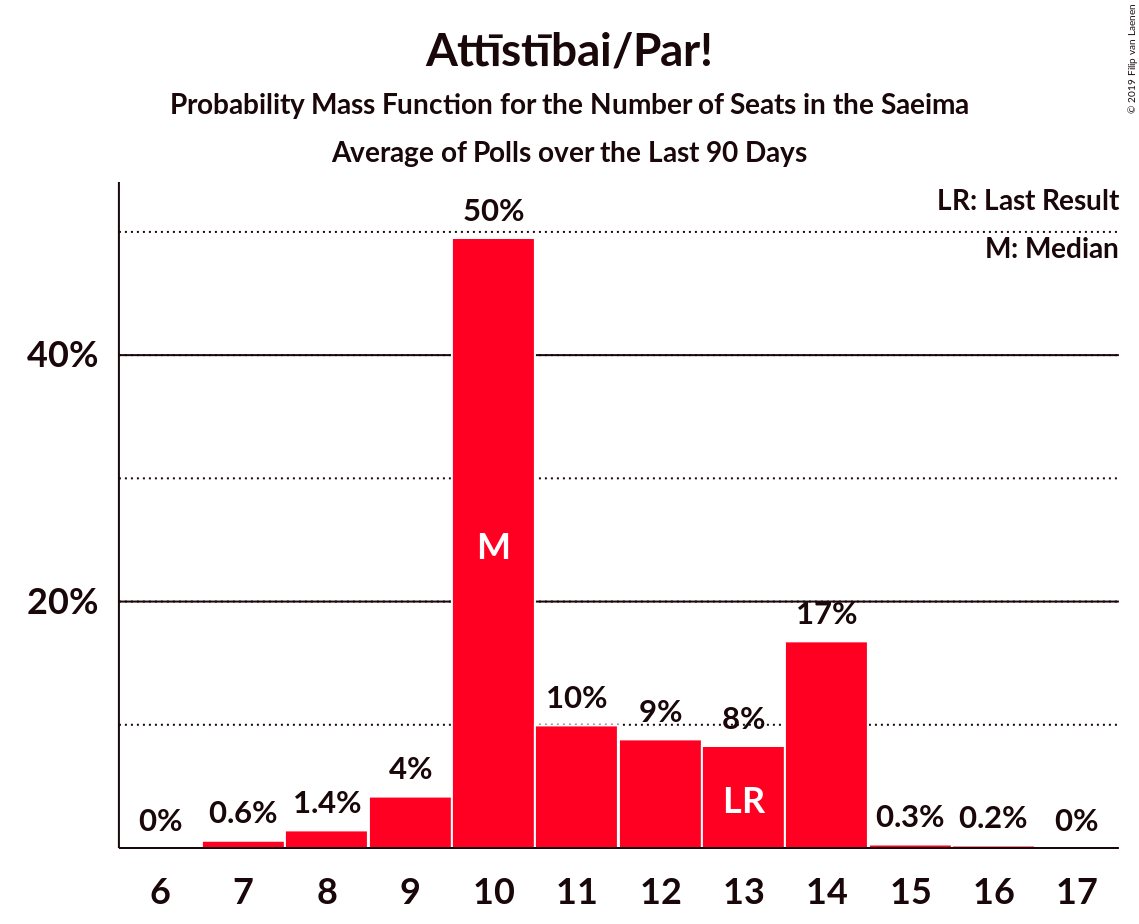 Attīstībai/Par!
Probability Mass Function for the Number of Seats in the Saeima
Average of Polls over the Last 90 Days
© 2019 Filip van Laenen
LR: Last Result
M: Median
40%
20%
0%
0.6%
1.4%
4%
50%
10%
9%
8%
17%
0.3%
0.2%
0%
M
LR
6 7 8 9 10 11 12 13 14 15 16 17